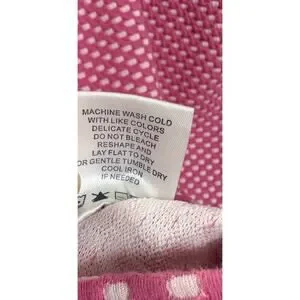 MACHINE WASH COLD
WITH LIKE COLORS
DELICATE CYCLE
DO NOT BLEACH
RESHAPE AND
LAY FLAT TO DRY
OR GENTLE TUMBLE DRY
COOL IRON
IF NEEDED